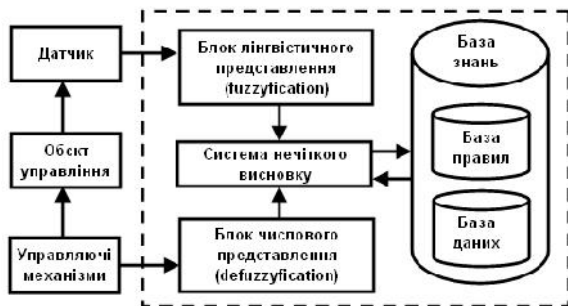 Датчик
Обєкт
управління
Управляючі
механізми
Блок лінгвістичного
представлення
(fuzzyfication)
Система нечіткого
висновку
Блок числового
представлення
(defuzzyfication)
База
знань
База
правил
База
даних